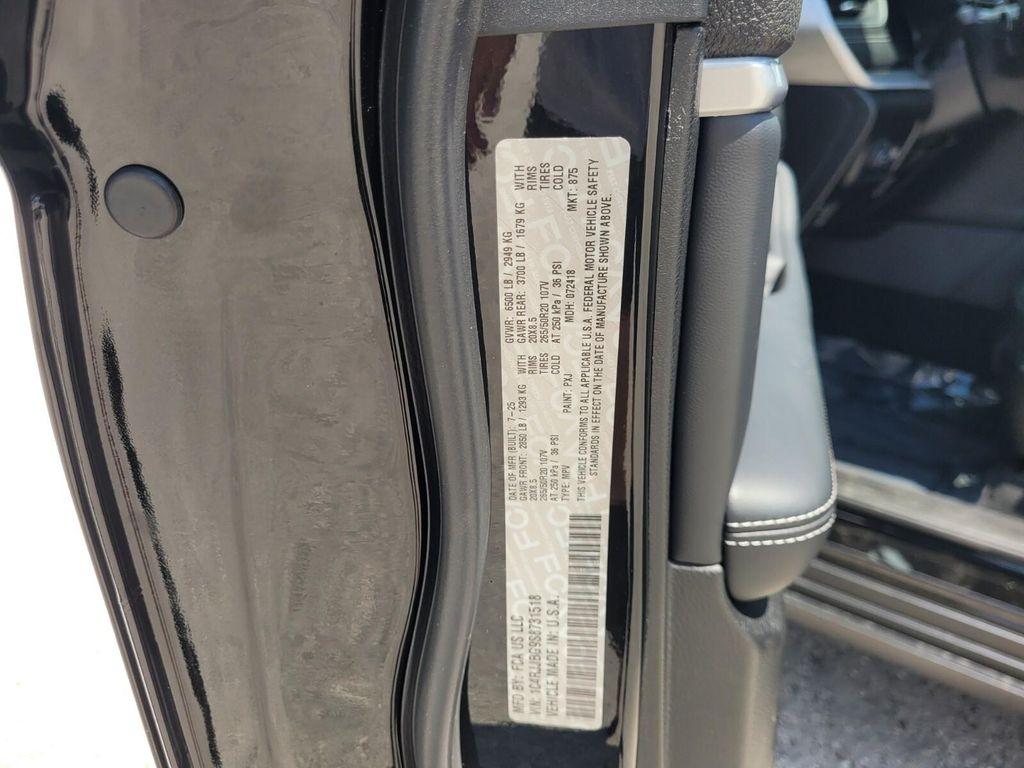 MFD BY: FCA US LLC
DATE OF MFR (BUILT): 7-25
GVWR: 6500 LB / 2949 KG
GAWR FRONT: 2850 LB / 1293 KG WITH
GAWR REAR: 3700 LB / 1679 KG WITH
20X8.5 RIMS
20X8.5 RIMS
265/50R20 107V TIRES
265/50R20 107V TIRES
AT 250 kPa / 36 PSI COLD
AT 250 kPa / 36 PSI COLD
VIN: 1C4RJJBG9S8731518
TYPE: MPV
PAINT: PXJ
MDH: 072418
MKT: 875
VEHICLE MADE IN: U.S.A.
THIS VEHICLE CONFORMS TO ALL APPLICABLE U.S.A. FEDERAL MOTOR VEHICLE SAFETY
STANDARDS IN EFFECT ON THE DATE OF MANUFACTURE SHOWN ABOVE.